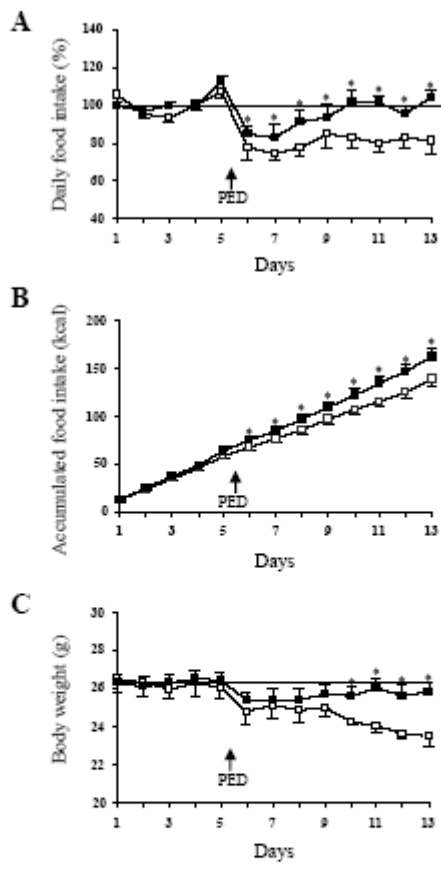 A
Daily food intake (%)
140
120
100
80
60
40
* * * * * * * *
PED
1 3 5 7 9 11 13
Days
B
Accumulated food intake (kcal)
200
150
100
50
0
* * * * * * * *
PED
1 3 5 7 9 11 13
Days
C
Body weight (g)
30
28
26
24
22
20
* * * *
PED
1 3 5 7 9 11 13
Days